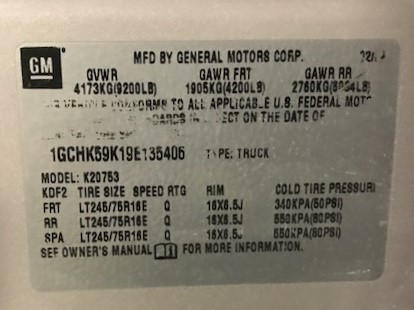 GM
MFD BY GENERAL MOTORS CORP.
GVWR GAWR FRT GAWR RR
4173KG(9200LB) 1905KG(4200LB)
TO ALL APPLICABLE U.S. FEDERAL
ON THE DATE OF
1GCHK59K19E135406 TYPE: TRUCK
MODEL: K20753
KDF2 TIRE SIZE SPEED RTG RIM COLD TIRE PRESSUR
FRT LT245/75R16E Q 16X6.5J 340KPA(50PSI)
RR LT245/75R16E Q 16X6.5J 550KPA(80PSI)
SPA LT245/75R16E Q 16X6.5J 550KPA(80PSI)
SEE OWNER'S MANUAL FOR MORE INFORMATION.